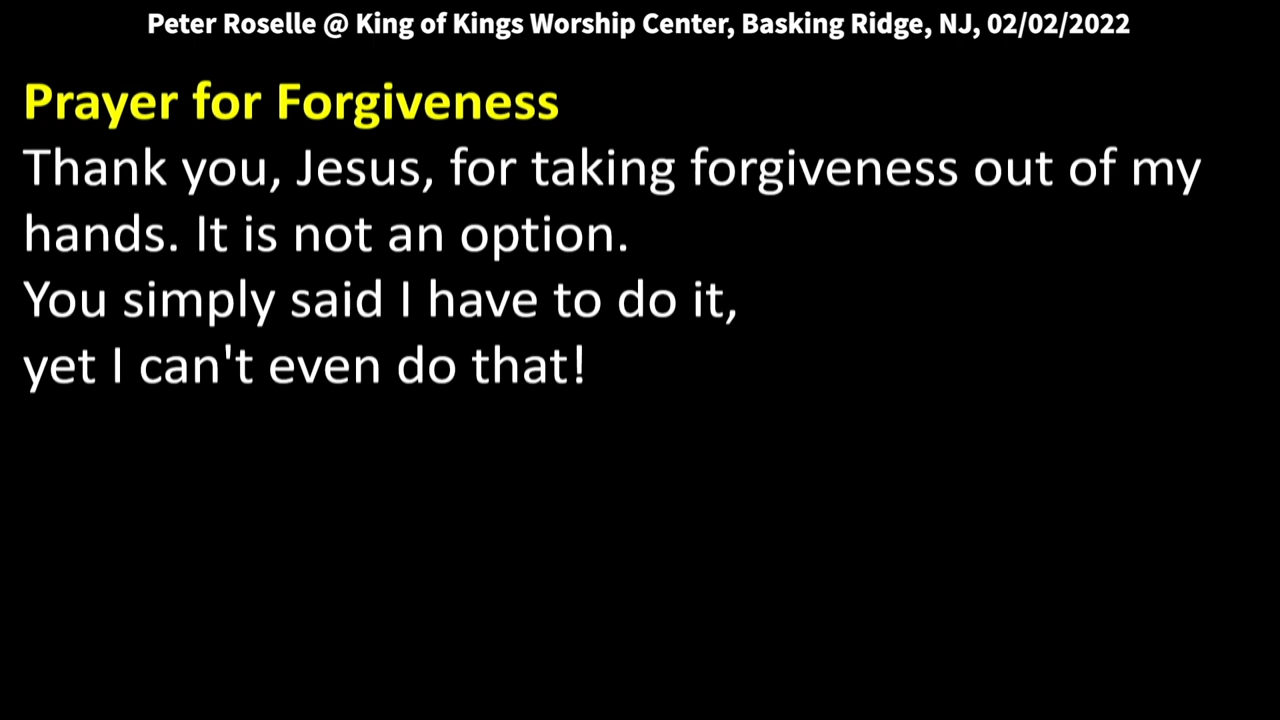 Peter Roselle @ King of Kings Worship Center, Basking Ridge, NJ, 02/02/2022
Prayer for Forgiveness
Thank you, Jesus, for taking forgiveness out of my
hands. It is not an option.
You simply said I have to do it,
yet I can't even do that!